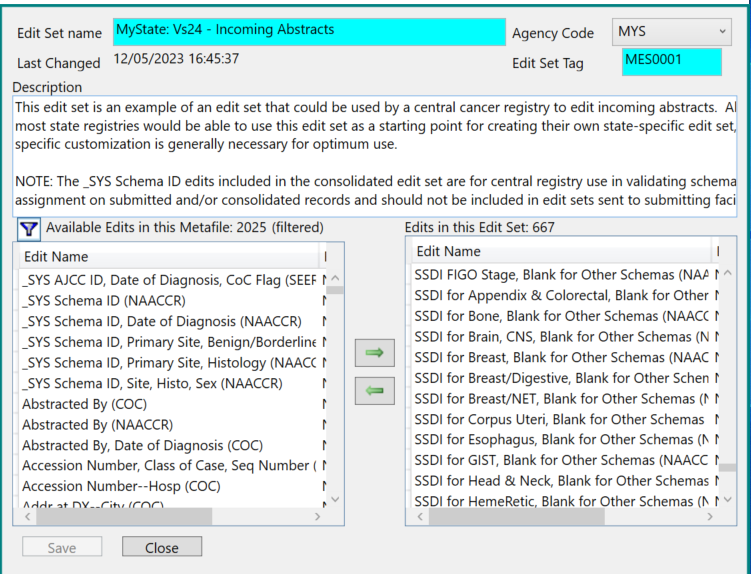 Edit Set name
MyState: Vs24 - Incoming Abstracts
Agency Code
MYS
Last Changed
12/05/2023 16:45:37
Edit Set Tag
MES0001
Description
This edit set is an example of an edit set that could be used by a central cancer registry to edit incoming abstracts.
most state registries would be able to use this edit set as a starting point for creating their own state-specific edit set,
specific customization is generally necessary for optimum use.
NOTE: The _SYS Schema ID edits included in the consolidated edit set are for central registry use in validating schema
assignment on submitted and/or consolidated records and should not be included in edit sets sent to submitting faci
Available Edits in this Metafile: 2025 (filtered)
Edit Name
_SYS AJCC ID, Date of Diagnosis, CoC Flag (SEER
_SYS Schema ID (NAACCR)
_SYS Schema ID, Date of Diagnosis (NAACCR)
_SYS Schema ID, Primary Site, Benign/Borderline
_SYS Schema ID, Primary Site, Histology (NAACC
_SYS Schema ID, Site, Histo, Sex (NAACCR)
Abstracted By (COC)
Abstracted By (NAACCR)
Abstracted By, Date of Diagnosis (COC)
Accession Number, Class of Case, Seq Number (
Accession Number--Hosp (COC)
Addr at DX--City (COC)
Edits in this Edit Set: 667
Edit Name
SSDI FIGO Stage, Blank for Other Schemas (NAA
SSDI for Appendix & Colorectal, Blank for Other
SSDI for Bone, Blank for Other Schemas (NAACC
SSDI for Brain, CNS, Blank for Other Schemas (N
SSDI for Breast, Blank for Other Schemas (NAAC
SSDI for Breast/Digestive, Blank for Other Schem
SSDI for Breast/NET, Blank for Other Schemas (N
SSDI for Corpus Uteri, Blank for Other Schemas
SSDI for Esophagus, Blank for Other Schemas (N
SSDI for GIST, Blank for Other Schemas (NAACC
SSDI for Head & Neck, Blank for Other Schemas
SSDI for HemeRetic, Blank for Other Schemas (N
Save
Close